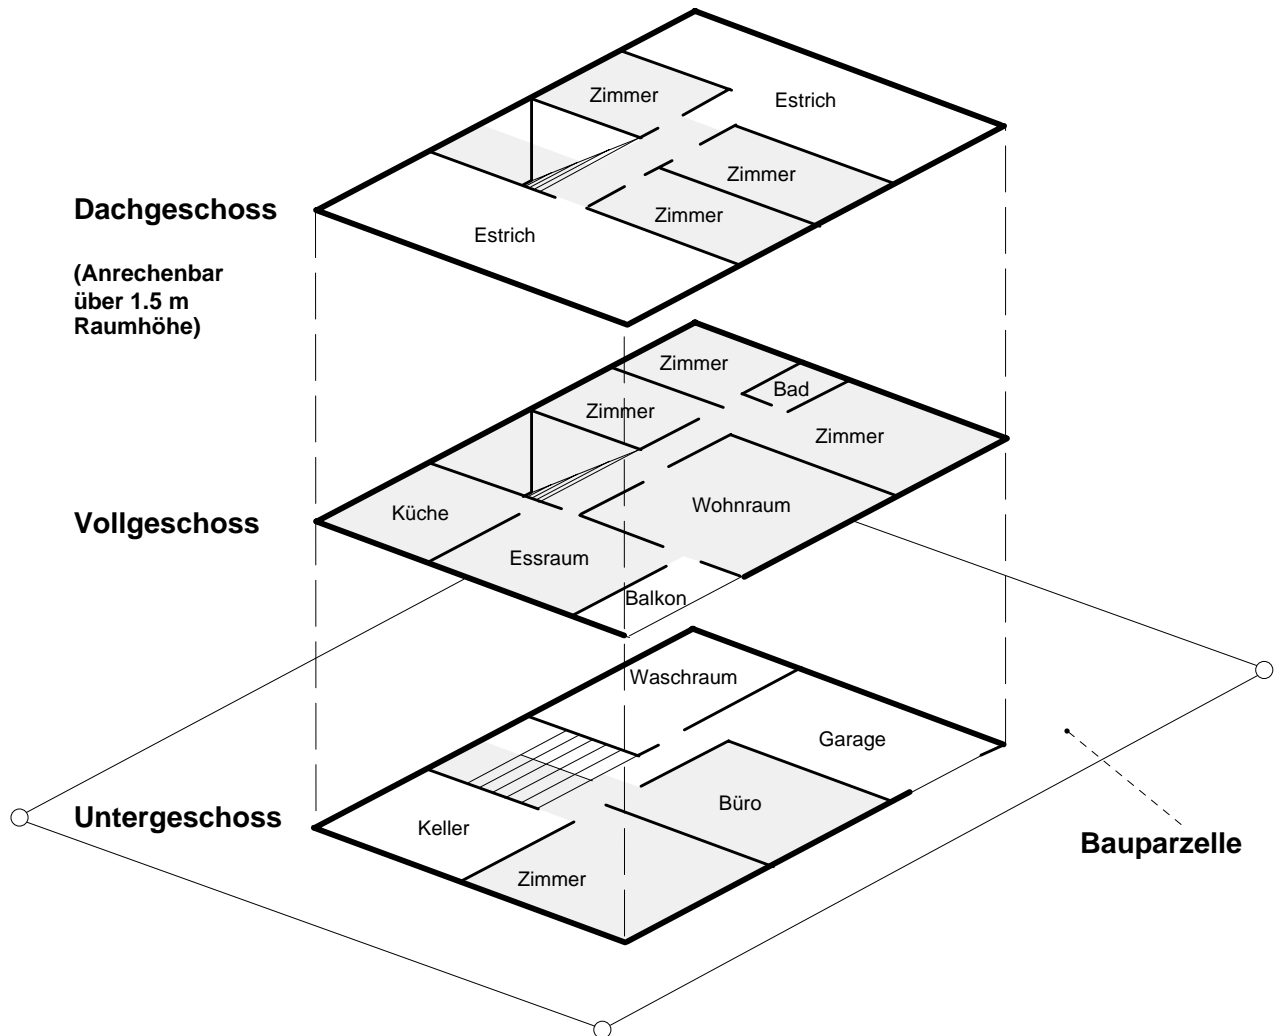 Zimmer
Estrich
Zimmer
Zimmer
Estrich
Dachgeschoss
(Anrechenbar
über 1.5 m
Raumhöhe)
Zimmer
Bad
Zimmer
Zimmer
Küche
Wohnraum
Vollgeschoss
Essraum
Balkon
Waschraum
Garage
Büro
Untergeschoss
Keller
Bauparzelle
Zimmer